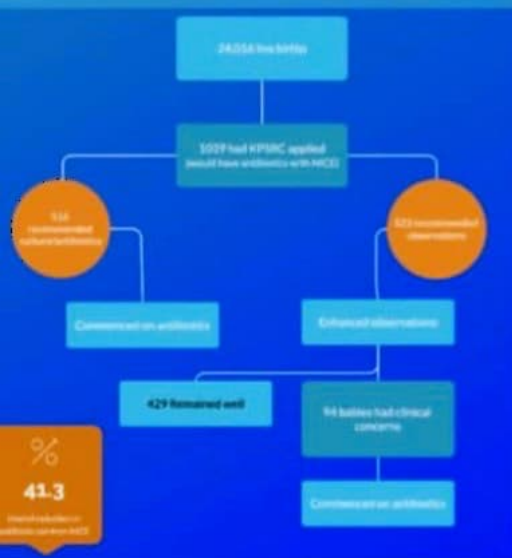 24,016 live births
1039 had KPSRC applied
(would have antibiotics with NICE)
516
recommended
culture/antibiotics
523 recommended
observations
Commenced on antibiotics
Enhanced observations
429 Remained well
94 babies had clinical
concerns
%
41.3
Commenced on antibiotics